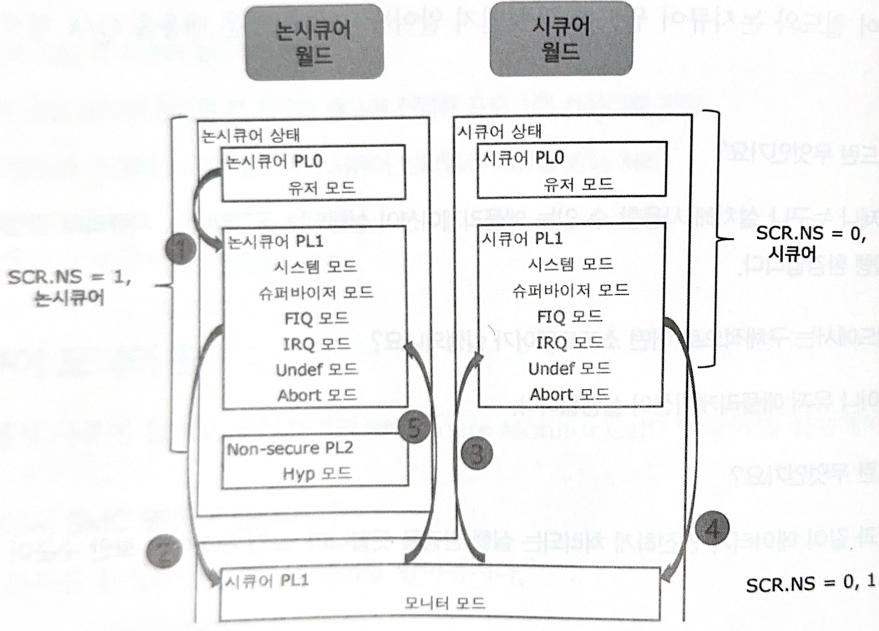 논시큐어
월드
시큐어
월드
논시큐어 상태
논시큐어 PL0
유저 모드
논시큐어 PL1
시스템 모드
슈퍼바이저 모드
FIQ 모드
IRQ 모드
Undef 모드
Abort 모드
Non-secure PL2
Hyp 모드
시큐어 상태
시큐어 PL0
유저 모드
시큐어 PL1
시스템 모드
슈퍼바이저 모드
FIQ 모드
IRQ 모드
Undef 모드
Abort 모드
SCR.NS = 1,
논시큐어
SCR.NS = 0,
시큐어
1
2
3
4
5
시큐어 PL1
모니터 모드
SCR.NS = 0, 1